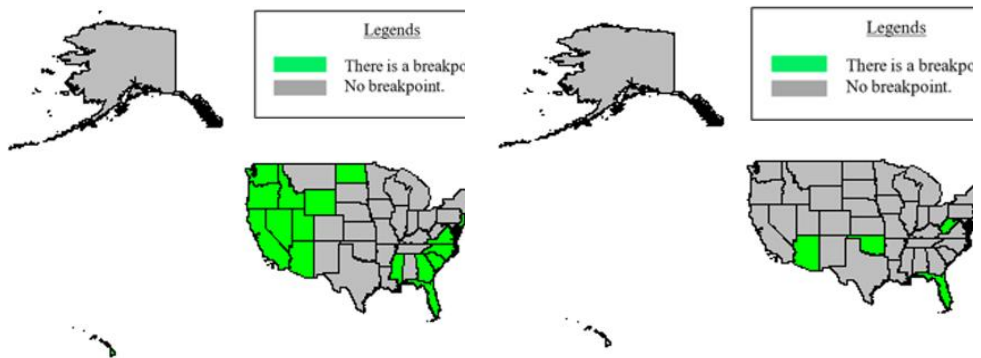 Legends
There is a breakpo
No breakpoint.
Legends
There is a breakpo
No breakpoint.